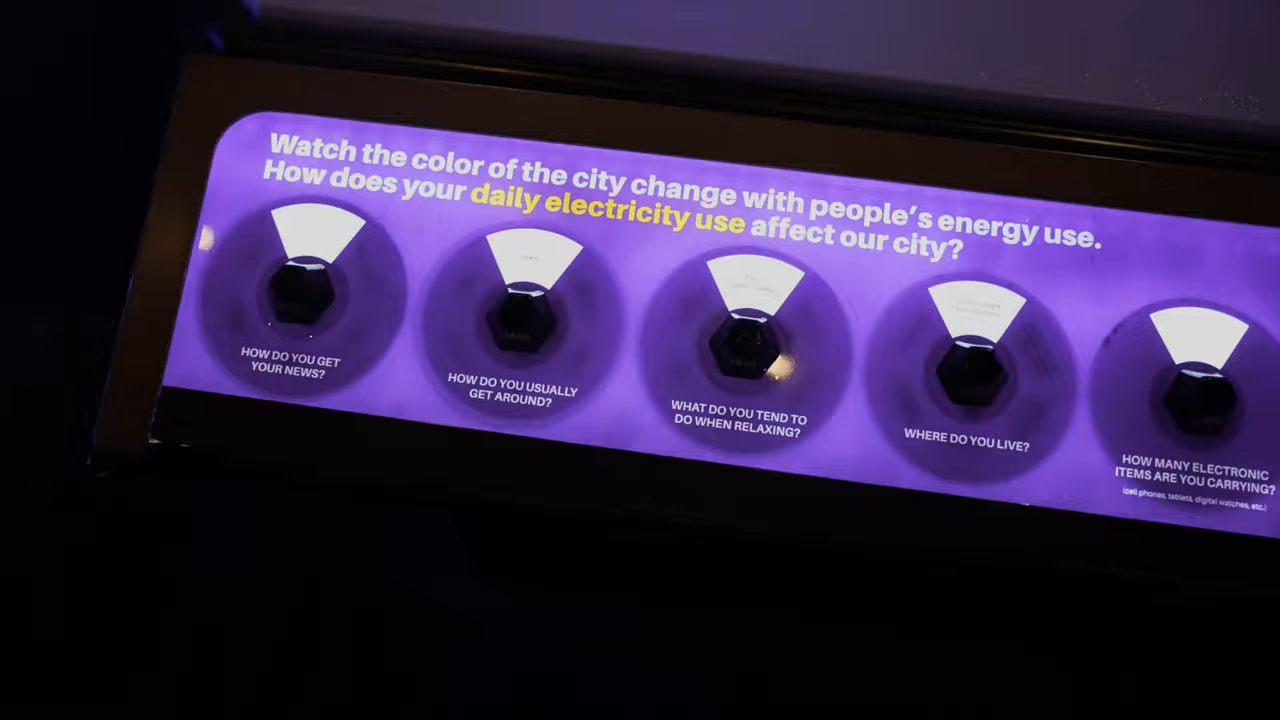 Watch the color of the city change with people's energy use.
How does your daily electricity use affect our city?
HOW DO YOU GET
YOUR NEWS?
HOW DO YOU USUALLY
GET AROUND?
WHAT DO YOU TEND TO
DO WHEN RELAXING?
WHERE DO YOU LIVE?
HOW MANY ELECTRONIC
ITEMS ARE YOU CARRYING?
(cell phones, tablets, digital watches, etc.)